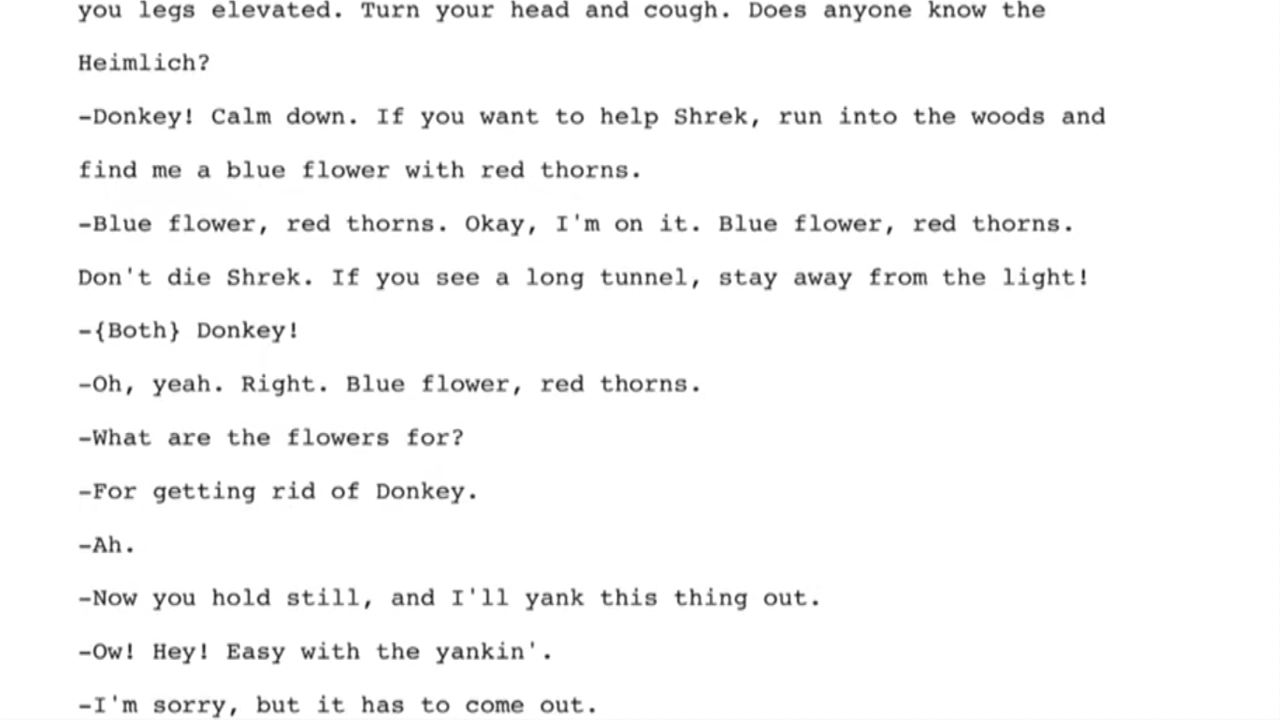 you legs elevated. Turn your head and cough. Does anyone know the
Heimlich?
-Donkey! Calm down. If you want to help Shrek, run into the woods and
find me a blue flower with red thorns.
-Blue flower, red thorns. Okay, I'm on it. Blue flower, red thorns.
Don't die Shrek. If you see a long tunnel, stay away from the light!
-{Both} Donkey!
-Oh, yeah. Right. Blue flower, red thorns.
-What are the flowers for?
-For getting rid of Donkey.
-Ah.
-Now you hold still, and I'll yank this thing out.
-Ow! Hey! Easy with the yankin'.
-I'm sorry, but it has to come out.